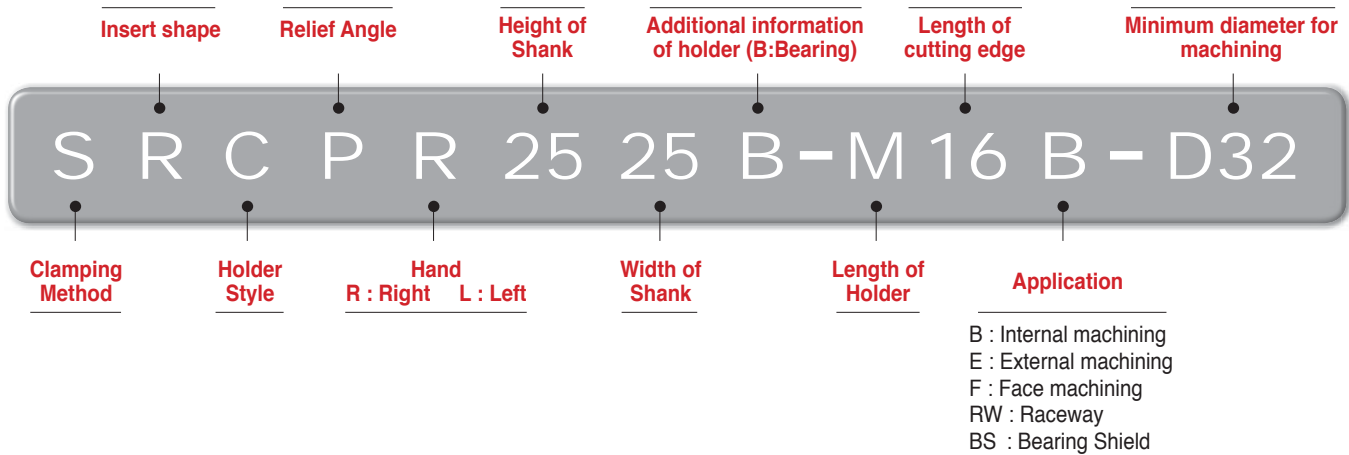 Insert shape
Relief Angle
Height of
Shank
Additional information
of holder (B:Bearing)
Length of
cutting edge
Minimum diameter for
machining
S R C P R 25 25 B-M 16 B - D32
Clamping
Method
Holder
Style
Hand
R : Right L : Left
Width of
Shank
Length of
Holder
Application
B : Internal machining
E : External machining
F : Face machining
RW : Raceway
BS : Bearing Shield